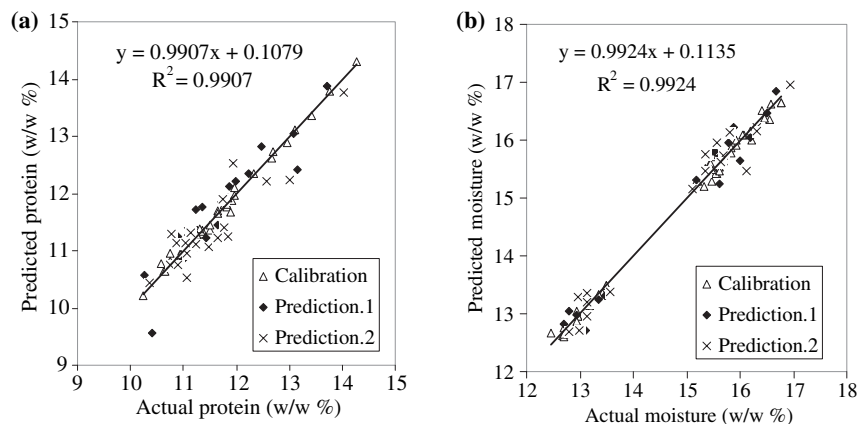 (a)
y = 0.9907x + 0.1079
R² = 0.9907
Predicted protein (w/w %)
15
14
13
12
11
10
9
Calibration
Prediction.1
Prediction.2
9 10 11 12 13 14 15
Actual protein (w/w %)
(b)
y = 0.9924x + 0.1135
R² = 0.9924
Predicted moisture (w/w %)
18
17
16
15
14
13
12
Calibration
Prediction.1
Prediction.2
12 13 14 15 16 17 18
Actual moisture (w/w %)